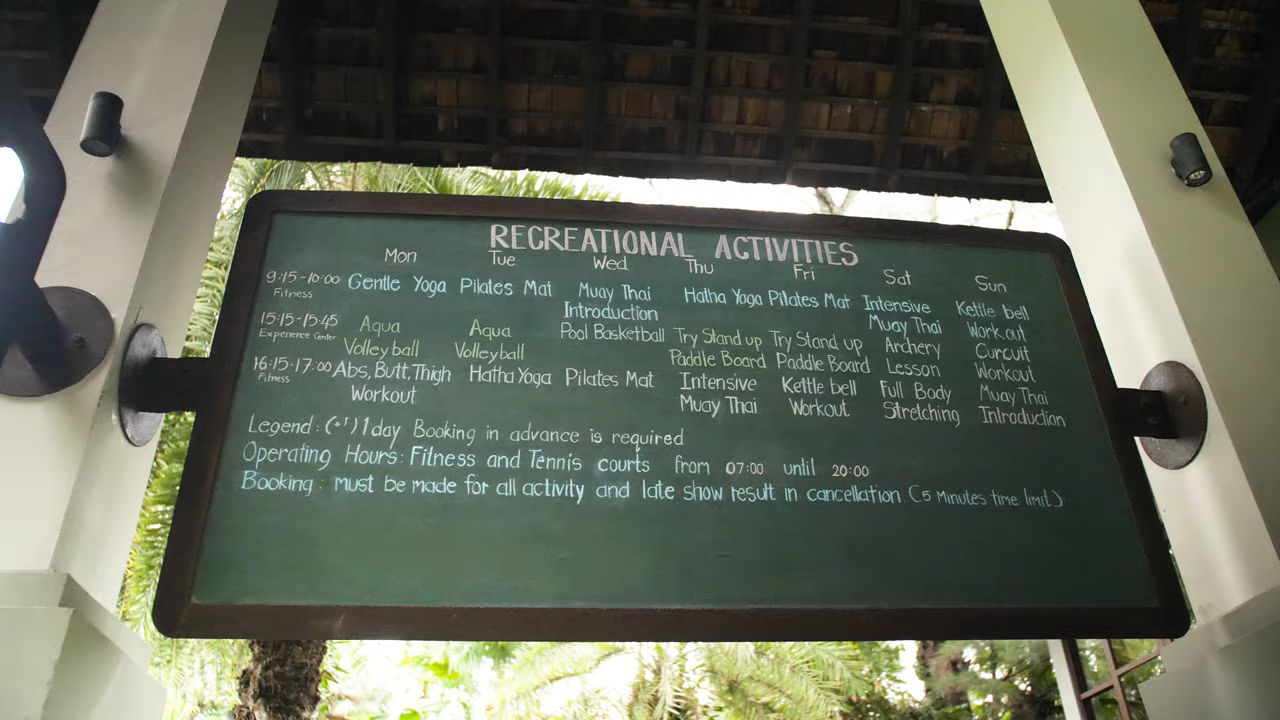 RECREATIONAL ACTIVITIES
Mon Tue Wed Thu Fri Sat Sun
9:15-10:00 Gentle Yoga Pilates Mat Muay Thai Hatha Yoga Pilates Mat Intensive Kettle bell
Fitness Introduction Muay Thai Work out
15:15-15:45 Aqua Aqua Pool Basketball Try Stand up Try Stand up Archery Curcuit
Experience Center Volleyball Volleyball Paddle Board Paddle Board Lesson Workout
16:15-17:00 Abs, Butt, Thigh Hatha Yoga Pilates Mat Intensive Kettle bell Full Body Muay Thai
Fitness Workout Muay Thai Workout Stretching Introduction
Legend: (*1) 1 day Booking in advance is required
Operating Hours: Fitness and Tennis courts from 07:00 until 20:00
Booking: must be made for all activity and late show result in cancellation (5 Minutes time limit)